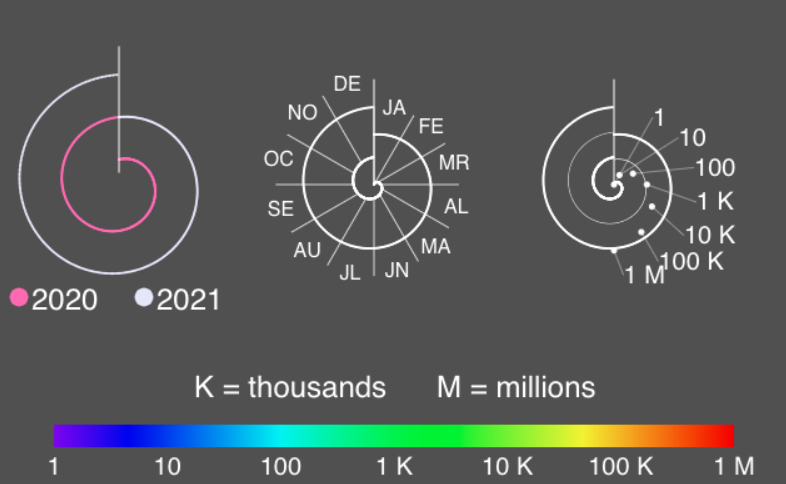 2020 2021
DE
JA
NO
FE
OC
MR
SE
AL
AU
MA
JL
JN
1
10
100
1 K
10 K
100 K
1 M
K = thousands M = millions
1 10 100 1 K 10 K 100 K 1 M